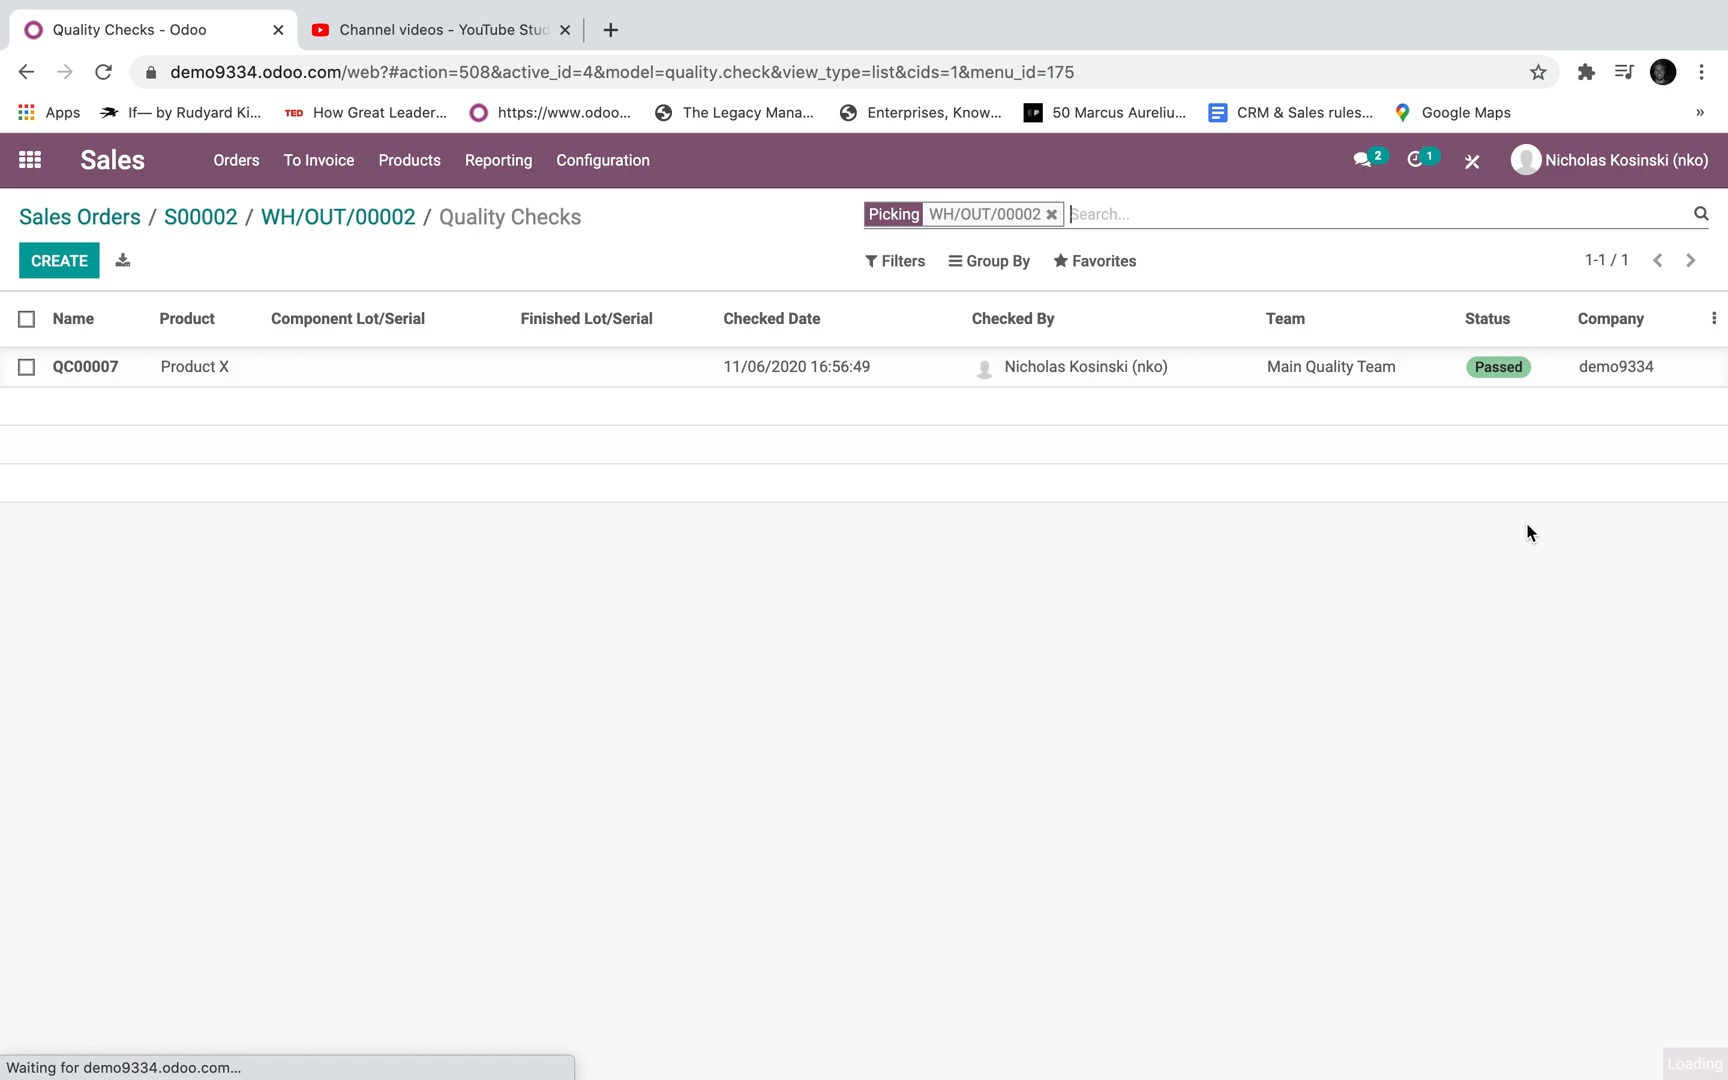 Quality Checks - Odoo
Channel videos - YouTube Stud
demo9334.odoo.com/web?#action=508&active_id=4&model=quality.check&view_type=list&cids=1&menu_id=175
Apps If— by Rudyard Ki... TED How Great Leader... https://www.odoo... The Legacy Mana... Enterprises, Know... 50 Marcus Aureliu... CRM & Sales rules... Google Maps »
Sales Orders To Invoice Products Reporting Configuration 2 1 Nicholas Kosinski (nko)
Sales Orders / S00002 / WH/OUT/00002 / Quality Checks
Picking WH/OUT/00002 Search...
CREATE Filters Group By Favorites 1-1 / 1
Name Product Component Lot/Serial Finished Lot/Serial Checked Date Checked By Team Status Company
QC00007 Product X 11/06/2020 16:56:49 Nicholas Kosinski (nko) Main Quality Team Passed demo9334
Waiting for demo9334.odoo.com...
Loading